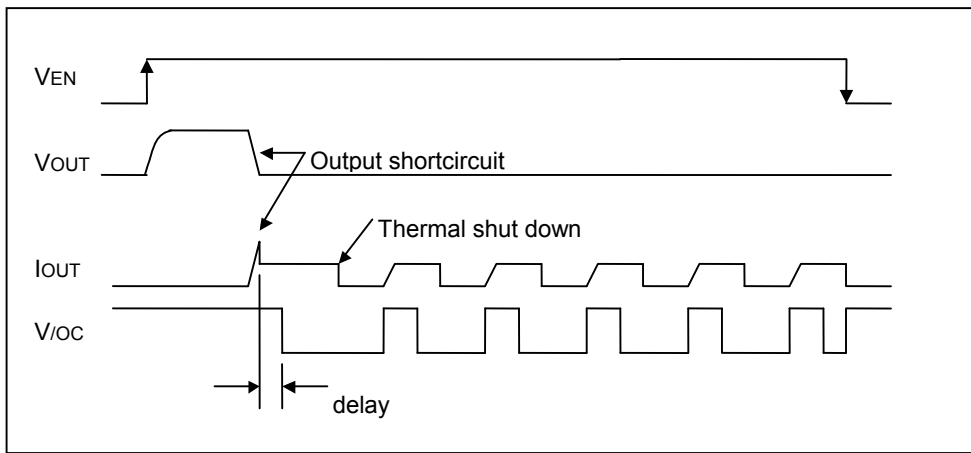 VEN
VOUT
Output shortcircuit
Thermal shut down
IOUT
V/OC
delay